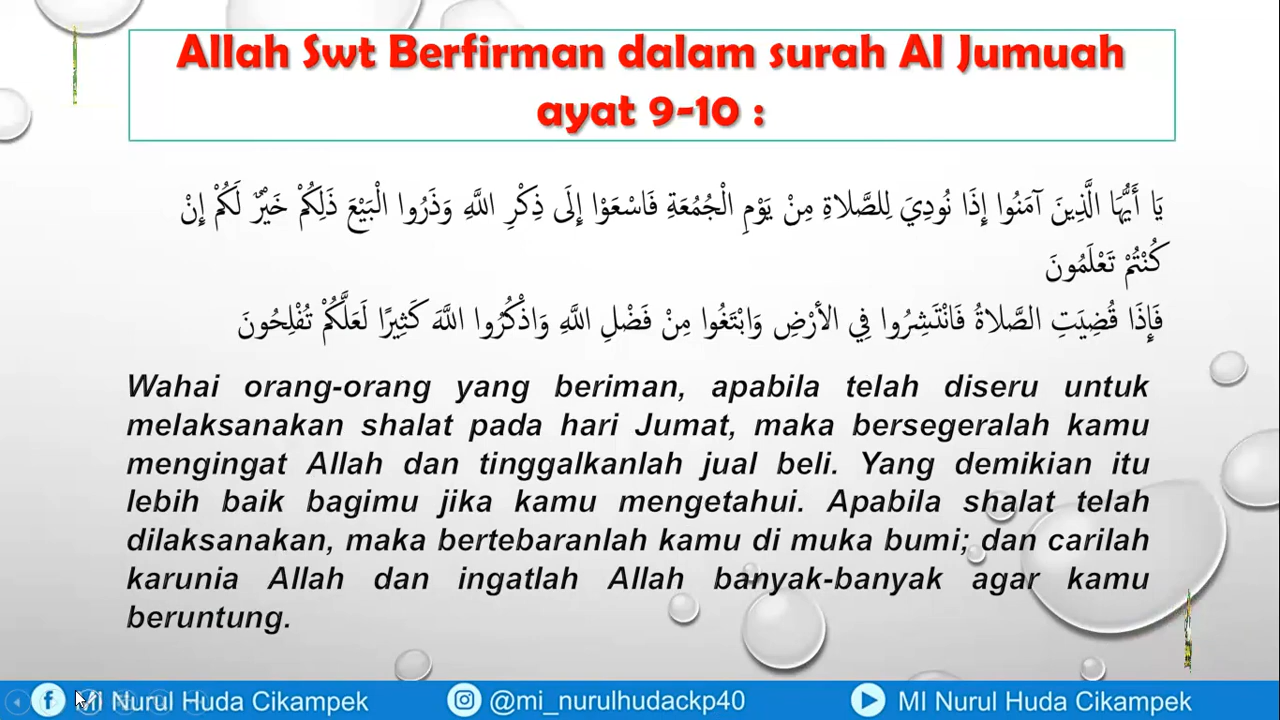 Allah Swt Berfirman dalam surah Al Jumuah
ayat 9-10 :
يَا أَيُّهَا الَّذِينَ آمَنُوا إِذَا نُودِيَ لِلصَّلاةِ مِنْ يَوْمِ الْجُمُعَةِ فَاسْعَوْا إِلَى ذِكْرِ اللَّهِ وَذَرُوا الْبَيْعَ ذَلِكُمْ خَيْرٌ لَكُمْ إِنْ
كُنْتُمْ تَعْلَمُونَ
فَإِذَا قُضِيَتِ الصَّلاةُ فَانْتَشِرُوا فِي الأرْضِ وَابْتَغُوا مِنْ فَضْلِ اللَّهِ وَاذْكُرُوا اللَّهَ كَثِيرًا لَعَلَّكُمْ تُفْلِحُونَ
Wahai orang-orang yang beriman, apabila telah diseru untuk
melaksanakan shalat pada hari Jumat, maka bersegeralah kamu
mengingat Allah dan tinggalkanlah jual beli. Yang demikian itu
lebih baik bagimu jika kamu mengetahui. Apabila shalat telah
dilaksanakan, maka bertebaranlah kamu di muka bumi; dan carilah
karunia Allah dan ingatlah Allah banyak-banyak agar kamu
beruntung.
MI Nurul Huda Cikampek @mi_nurulhudackp40 MI Nurul Huda Cikampek